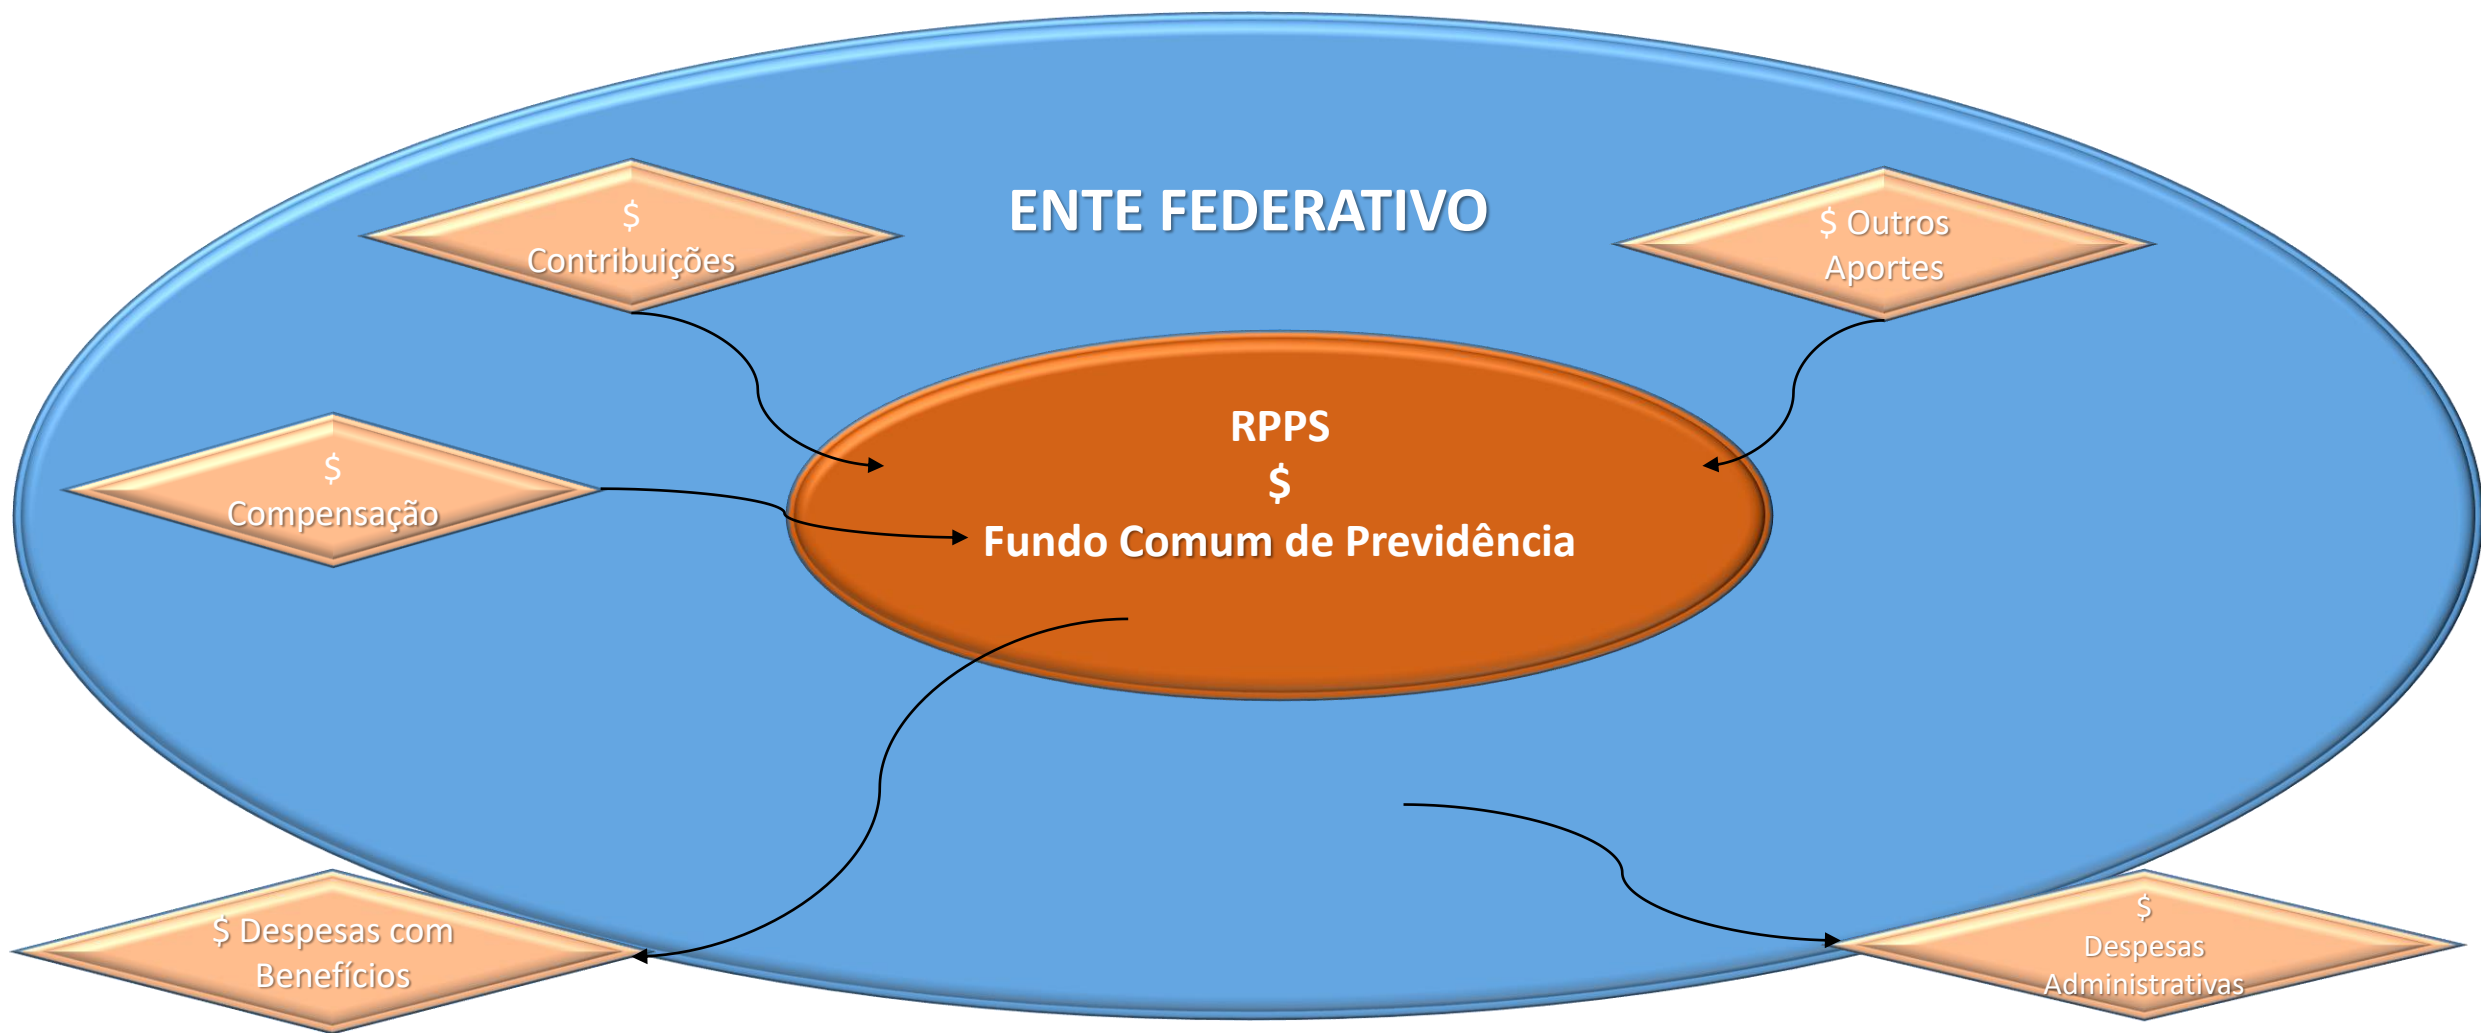 ENTE FEDERATIVO
$
Contribuições
$ Outros
Aportes
RPPS
$
Fundo Comum de Previdência
$
Compensação
$ Despesas com
Benefícios
$
Despesas
Administrativas